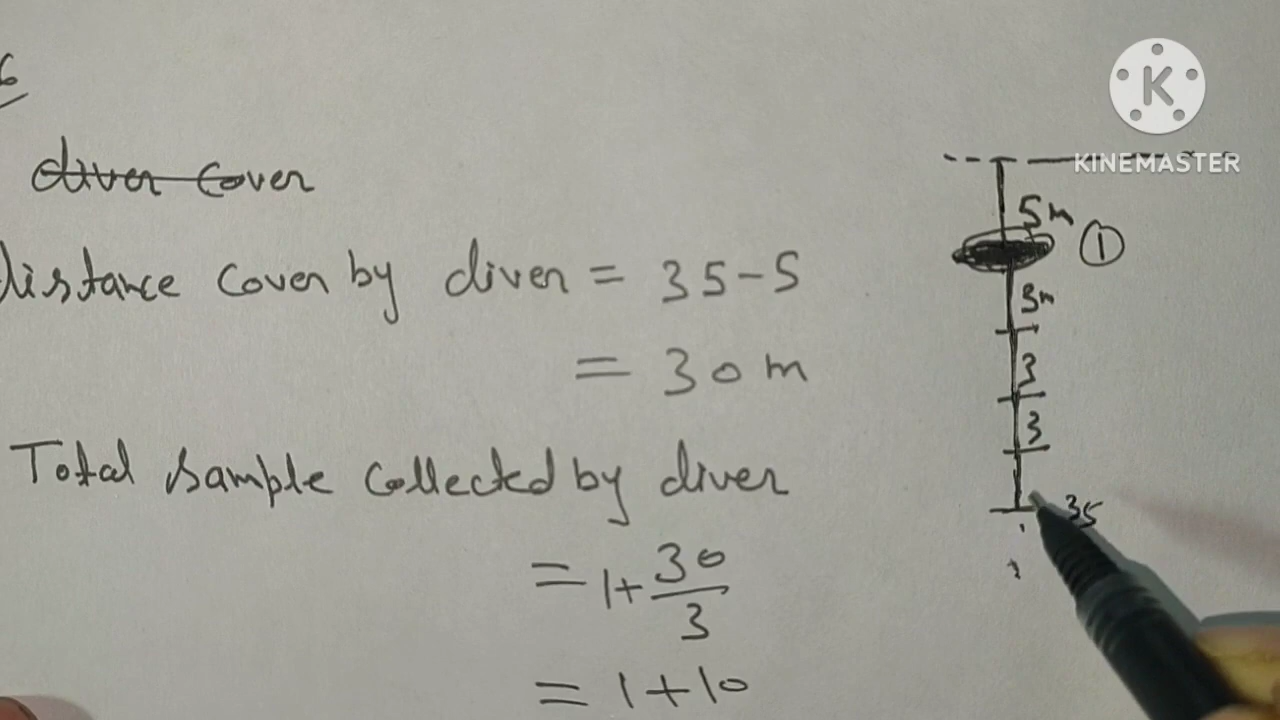 6
diver cover
Distance cover by diver = 35-5
= 30 m
Total sample collected by diver
= 1+ 30/3
= 1+10
5m
①
3m
3
3
35
K
KINEMASTER